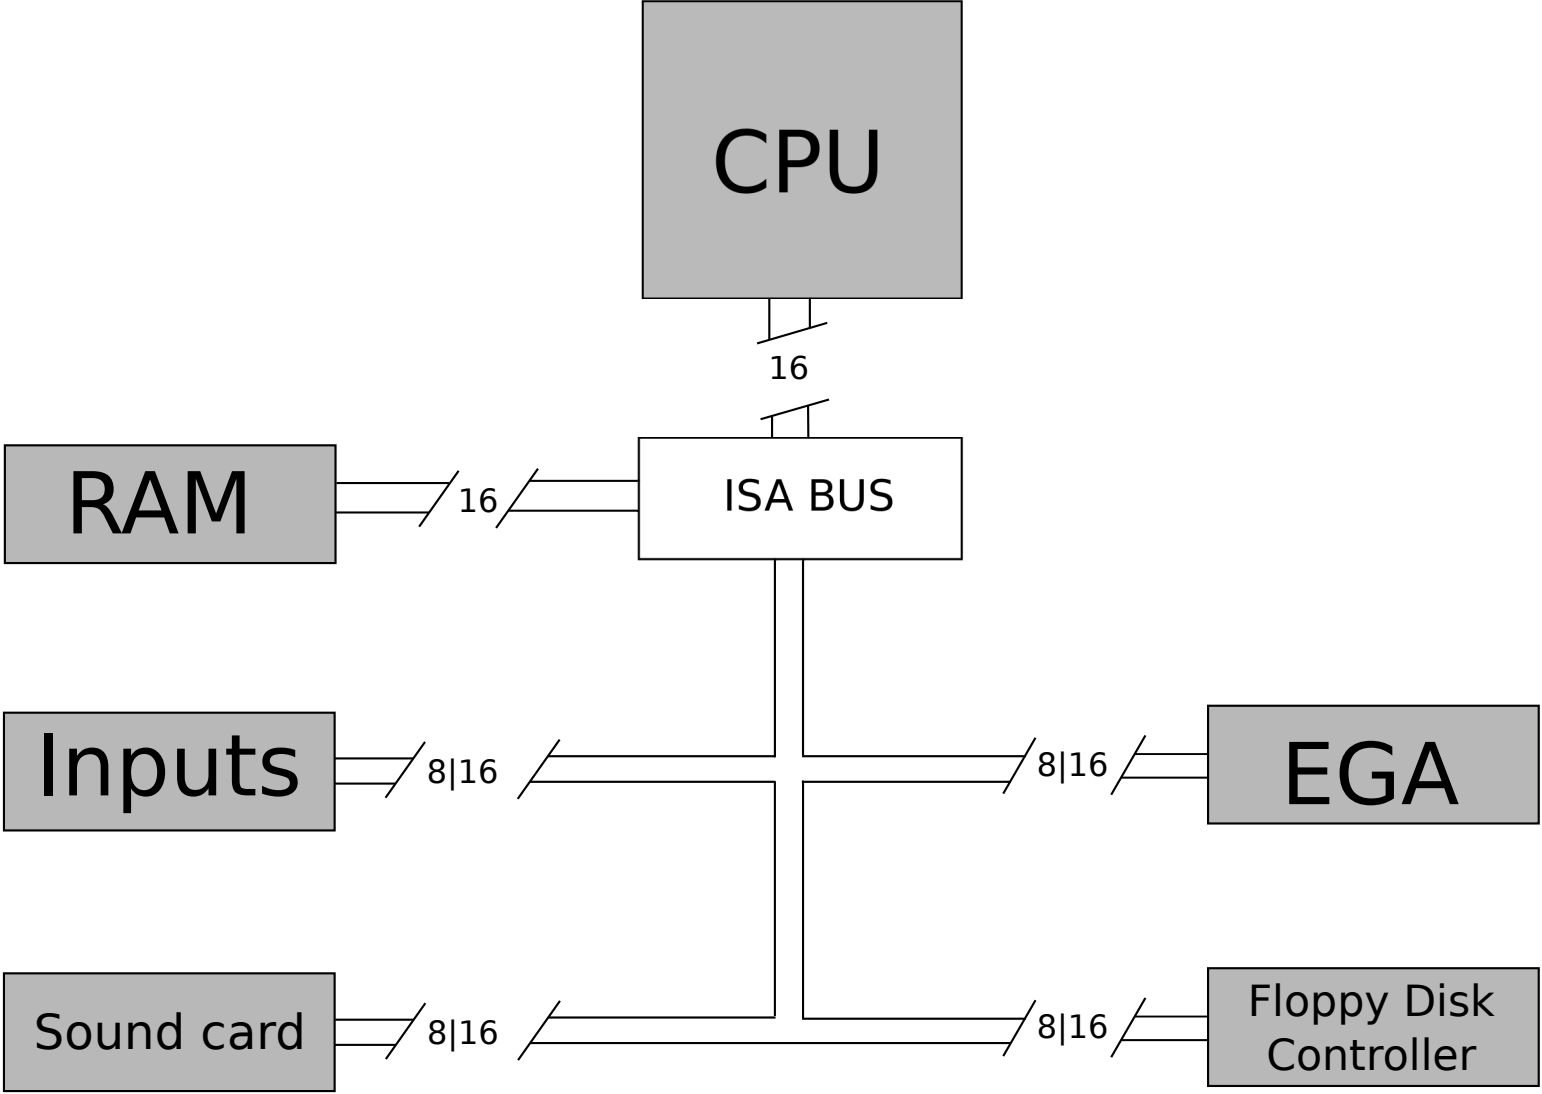 CPU
16
RAM
16
ISA BUS
Inputs
8|16
8|16
EGA
Sound card
8|16
8|16
Floppy Disk
Controller